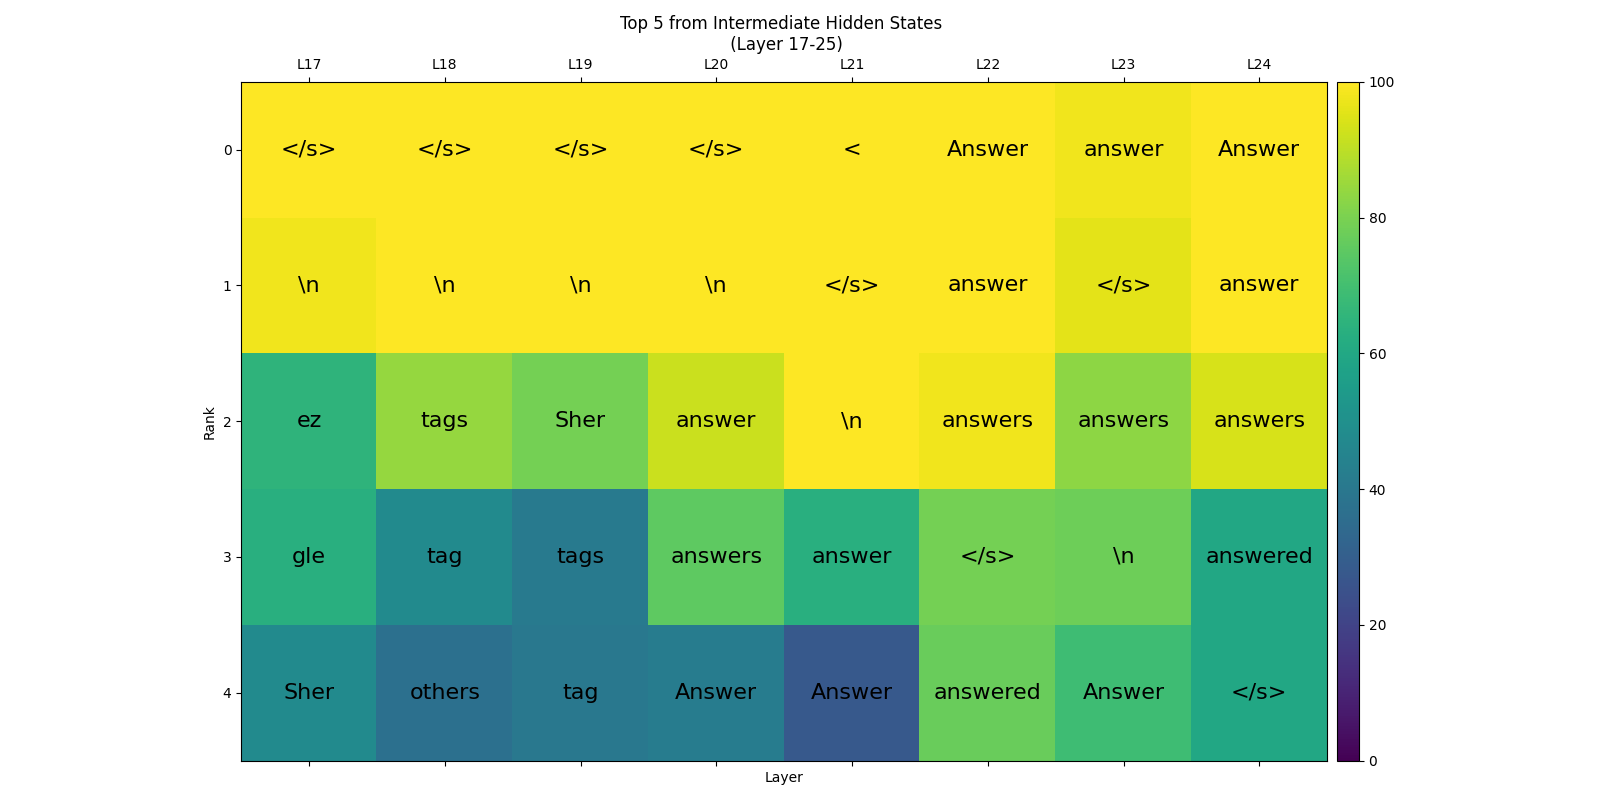 Top 5 from Intermediate Hidden States
(Layer 17-25)
L17 L18 L19 L20 L21 L22 L23 L24
0 </s> </s> </s> </s> < Answer answer Answer
1 \n \n \n \n </s> answer </s> answer
2 ez tags Sher answer \n answers answers answers
3 gle tag tags answers answer </s> \n answered
4 Sher others tag Answer Answer answered Answer </s>
Rank
Layer
100
80
60
40
20
0